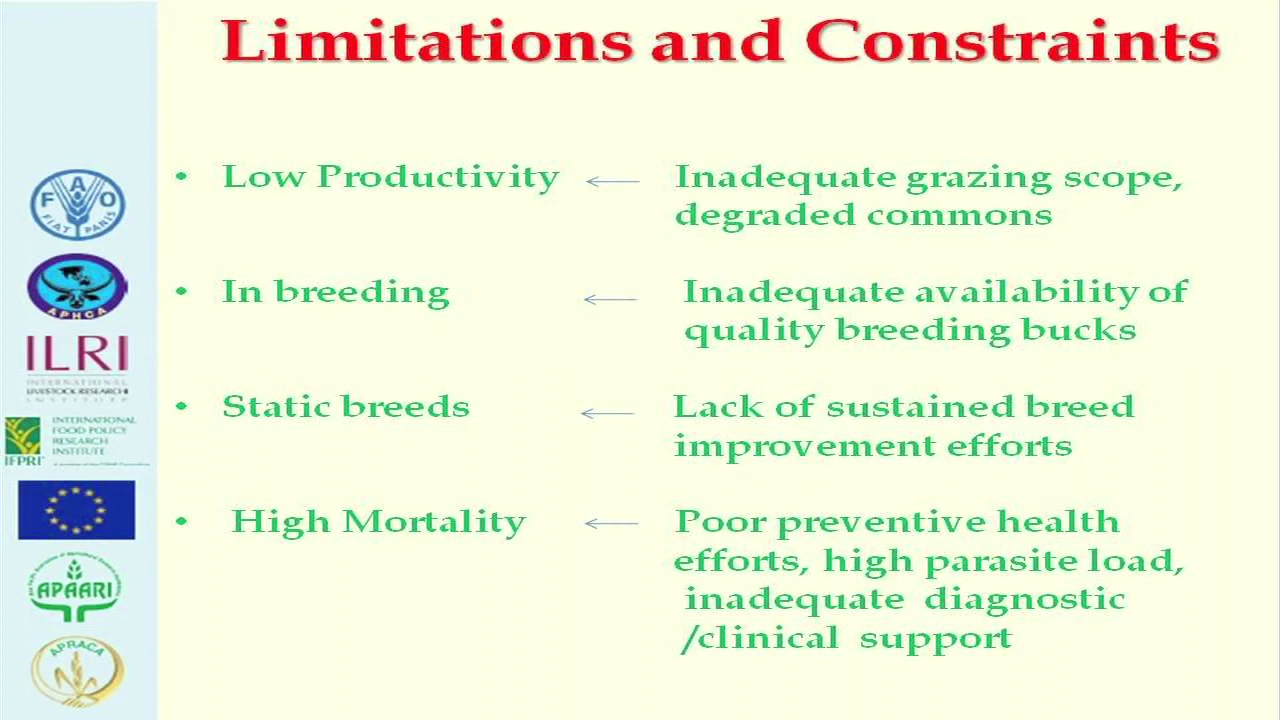 Limitations and Constraints
• Low Productivity ← Inadequate grazing scope,
degraded commons
• In breeding ← Inadequate availability of
quality breeding bucks
• Static breeds ← Lack of sustained breed
improvement efforts
• High Mortality ← Poor preventive health
efforts, high parasite load,
inadequate diagnostic
/clinical support
FAO
FIAT PANIS
APHCA
ILRI
INTERNATIONAL
LIVESTOCK RESEARCH
INSTITUTE
INTERNATIONAL
FOOD POLICY
RESEARCH
INSTITUTE
IFPRI
APAARI
APRACA